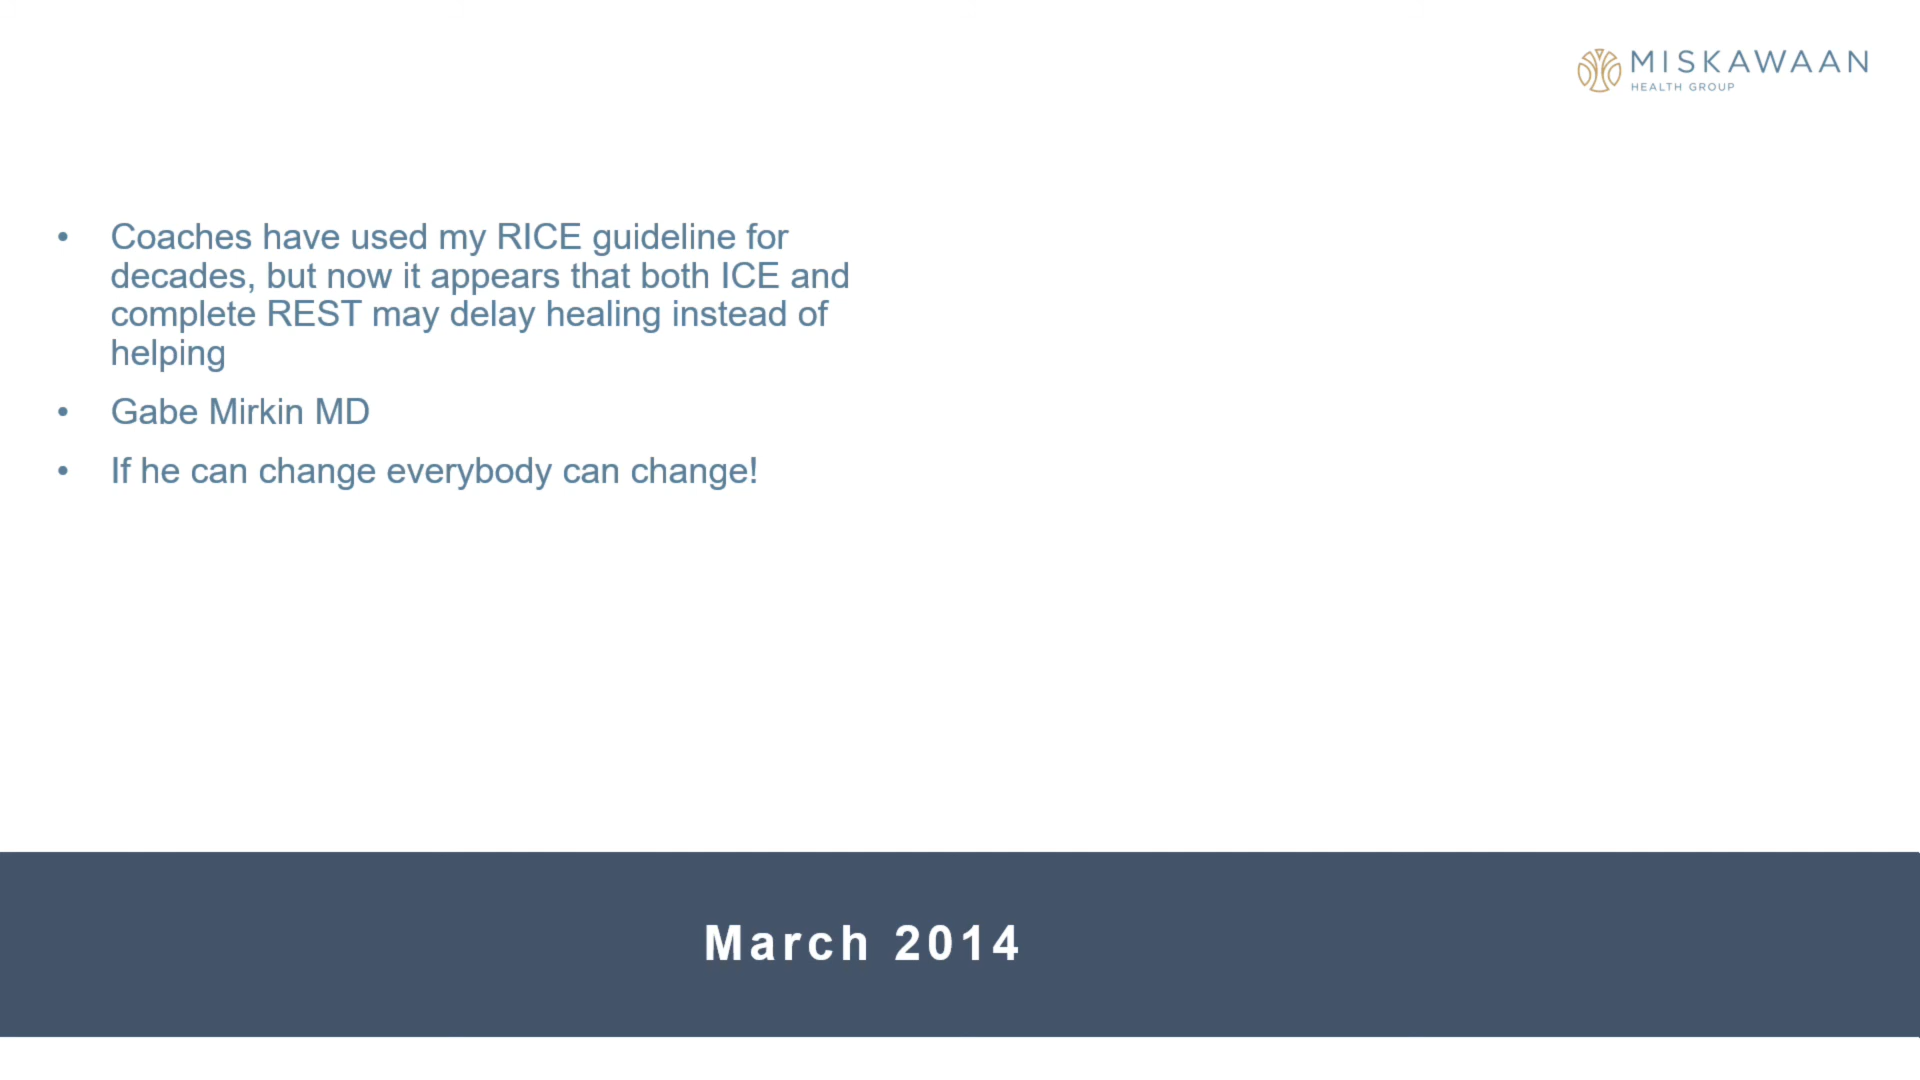 MISKAWAAN
HEALTH GROUP
• Coaches have used my RICE guideline for
decades, but now it appears that both ICE and
complete REST may delay healing instead of
helping
• Gabe Mirkin MD
• If he can change everybody can change!
March 2014